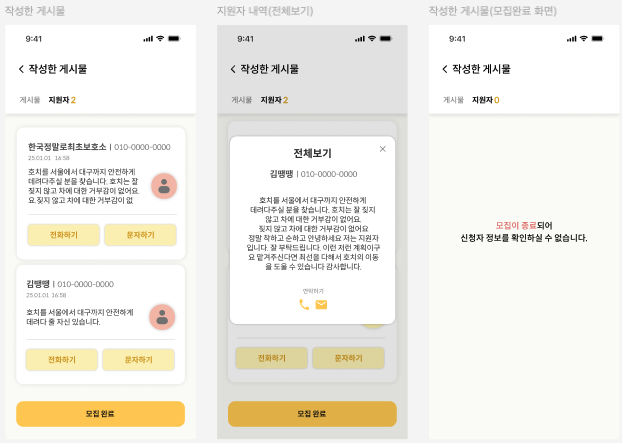 작성한 게시물
9:41
작성한 게시물
게시물 지원자 2
한국정말로최초보호소 | 010-0000-0000
25.01.01 16:58
호치를 서울에서 대구까지 안전하게
데려다주실 분을 찾습니다. 호치는 잘
짖지 않고 차에 대한 거부감이 없어요
요.짖지 않고 차에 대한 거부감이 없
전화하기 문자하기
김땡땡 | 010-0000-0000
25.01.01 16:58
호치를 서울에서 대구까지 안전하게
데려다 줄 자신 있습니다.
전화하기 문자하기
모집 완료
지원자 내역(전체보기)
9:41
작성한 게시물
게시물 지원자 2
전체보기
김땡땡 | 010-0000-0000
호치를 서울에서 대구까지 안전하게
데려다주실 분을 찾습니다. 호치는 잘 짖지
않고 차에 대한 거부감이 없어요
짖지 않고 차에 대한 거부감이 없어요
정말 착하고 순하고 안녕하세요 저는 지원자
입니다. 잘 부탁드립니다. 이런 저런 계획이구
요 맡겨주신다면 최선을 다해서 호치의 이동
을 도울 수 있습니다 감사합니다.
연락하기
전화하기 문자하기
모집 완료
작성한 게시물(모집완료 화면)
9:41
작성한 게시물
게시물 지원자 0
모집이 종료되어
신청자 정보를 확인하실 수 없습니다.